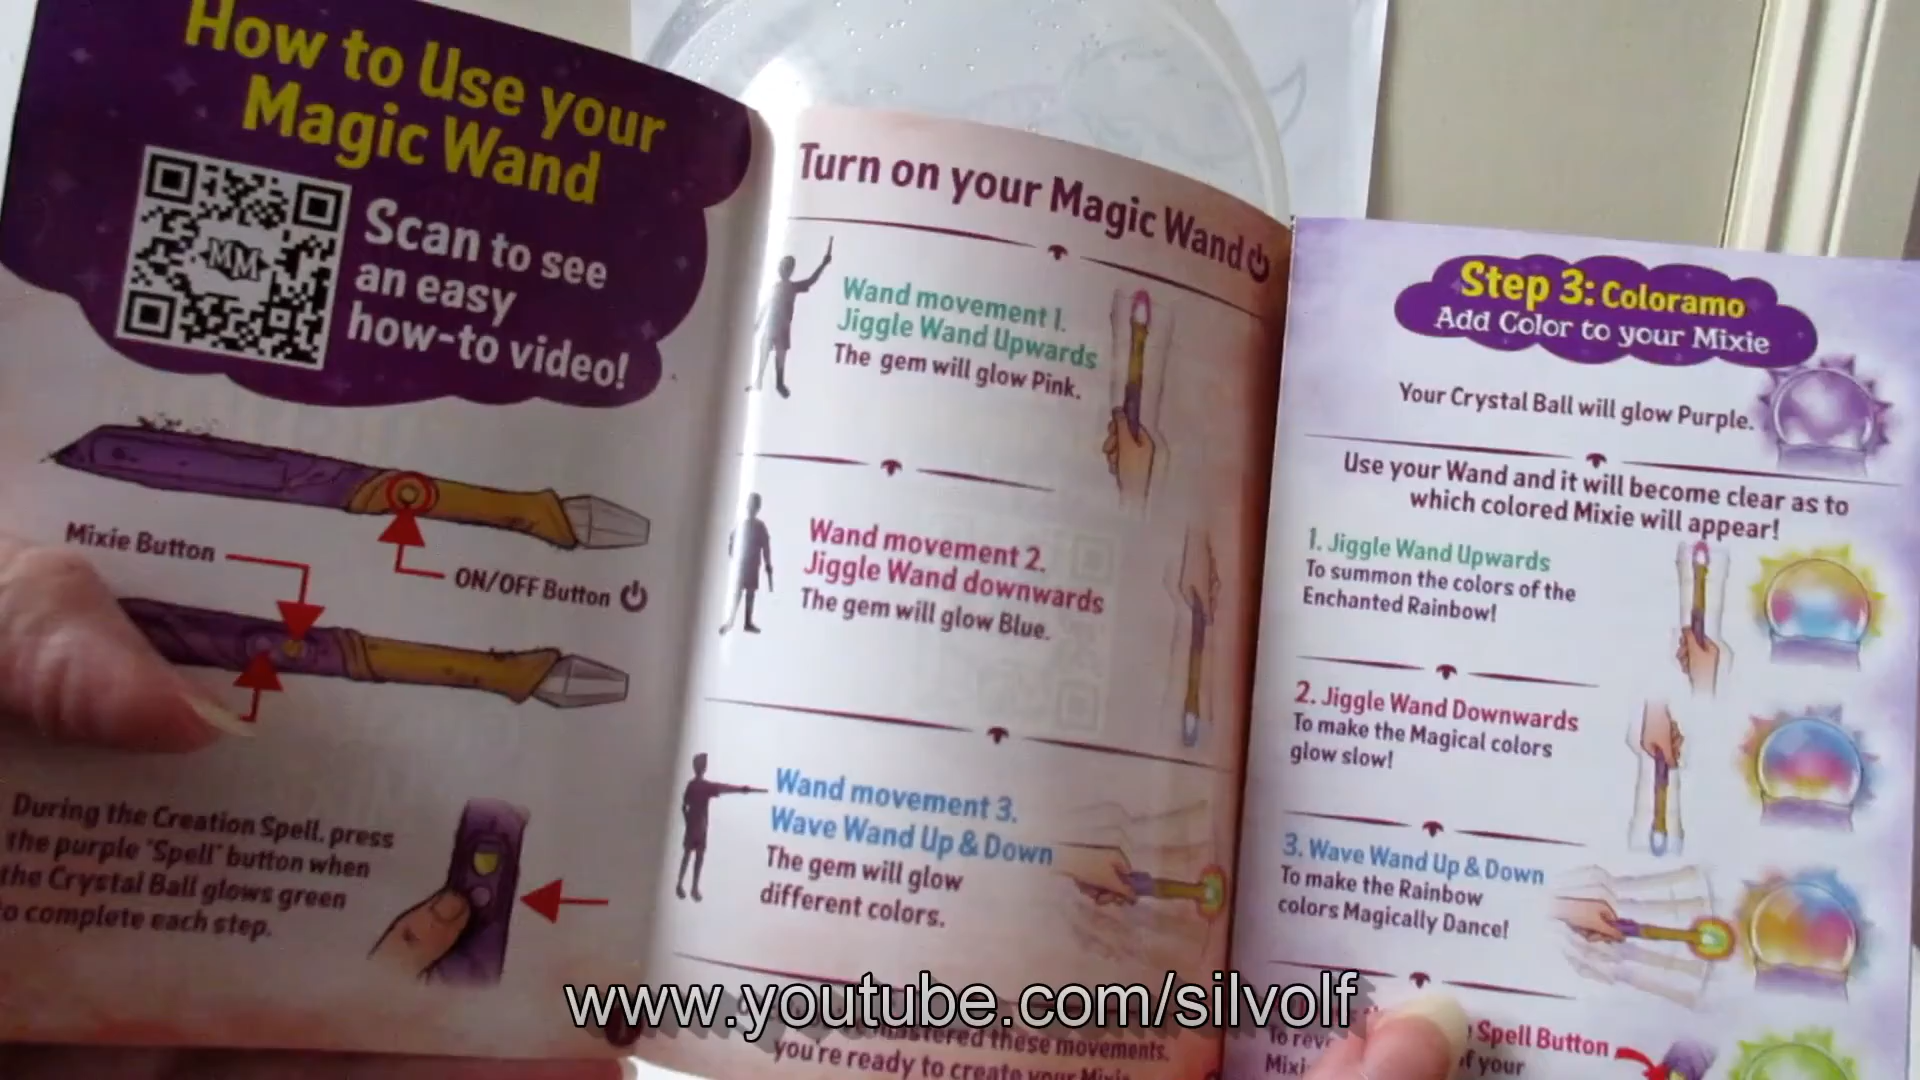 How to Use your
Magic Wand
MM
Scan to see
an easy
how-to video!
Mixie Button
ON/OFF Button
During the Creation Spell, press
the purple "Spell" button when
the Crystal Ball glows green
to complete each step.
Turn on your Magic Wand
Wand movement 1.
Jiggle Wand Upwards
The gem will glow Pink.
Wand movement 2.
Jiggle Wand downwards
The gem will glow Blue.
Wand movement 3.
Wave Wand Up & Down
The gem will glow
different colors.
these movements,
you're ready to create your
Step 3: Coloramo
Add Color to your Mixie
Your Crystal Ball will glow Purple.
Use your Wand and it will become clear as to
which colored Mixie will appear!
1. Jiggle Wand Upwards
To summon the colors of the
Enchanted Rainbow!
2. Jiggle Wand Downwards
To make the Magical colors
glow slow!
3. Wave Wand Up & Down
To make the Rainbow
colors Magically Dance!
Spell Button
To
your
www.youtube.com/silvolf